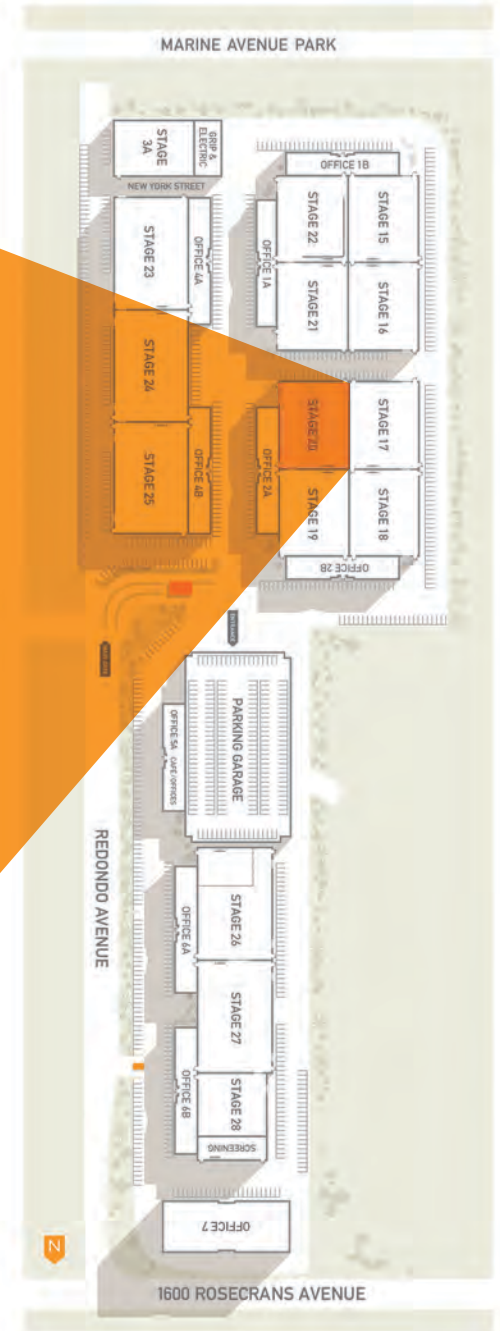 MARINE AVENUE PARK
STAGE
3A
GRIP &
ELECTRIC
NEW YORK STREET
OFFICE 1B
STAGE 23
OFFICE 4A
OFFICE 1A
STAGE 22
STAGE 15
STAGE 21
STAGE 16
STAGE 24
STAGE 25
OFFICE 4B
OFFICE 2A
STAGE 20
STAGE 17
STAGE 19
STAGE 18
OFFICE 2B
ENTRANCE
OFFICE 5A CAFÉ/OFFICES
PARKING GARAGE
REDONDO AVENUE
OFFICE 6A
STAGE 26
STAGE 27
OFFICE 6B
STAGE 28
SCREENING
OFFICE 7
N
1600 ROSECRANS AVENUE